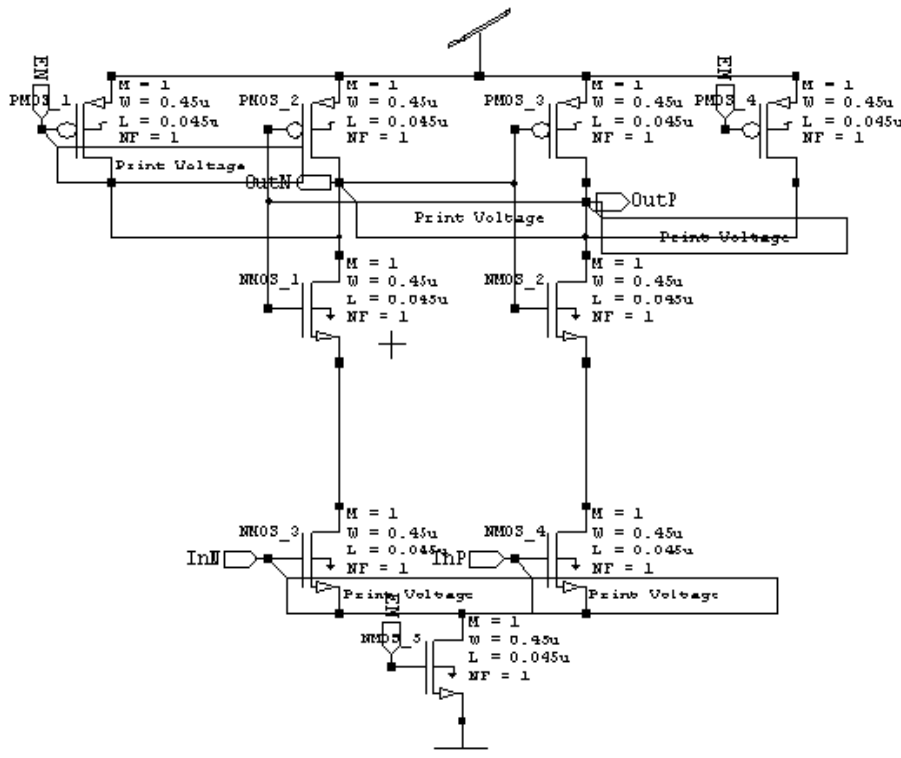 EN
PMOS_1
M = 1
W = 0.45u
L = 0.045u
NF = 1
PMOS_2
M = 1
W = 0.45u
L = 0.045u
NF = 1
PMOS_3
M = 1
W = 0.45u
L = 0.045u
NF = 1
EN
PMOS_4
M = 1
W = 0.45u
L = 0.045u
NF = 1
Print Voltage
OutN
Print Voltage
OutP
Print Voltage
NMOS_1
M = 1
W = 0.45u
L = 0.045u
NF = 1
NMOS_2
M = 1
W = 0.45u
L = 0.045u
NF = 1
NMOS_3
M = 1
W = 0.45u
L = 0.045u
NF = 1
InN
NMOS_4
M = 1
W = 0.45u
L = 0.045u
NF = 1
InP
Print Voltage
Print Voltage
EN
NMOS_5
M = 1
W = 0.45u
L = 0.045u
NF = 1